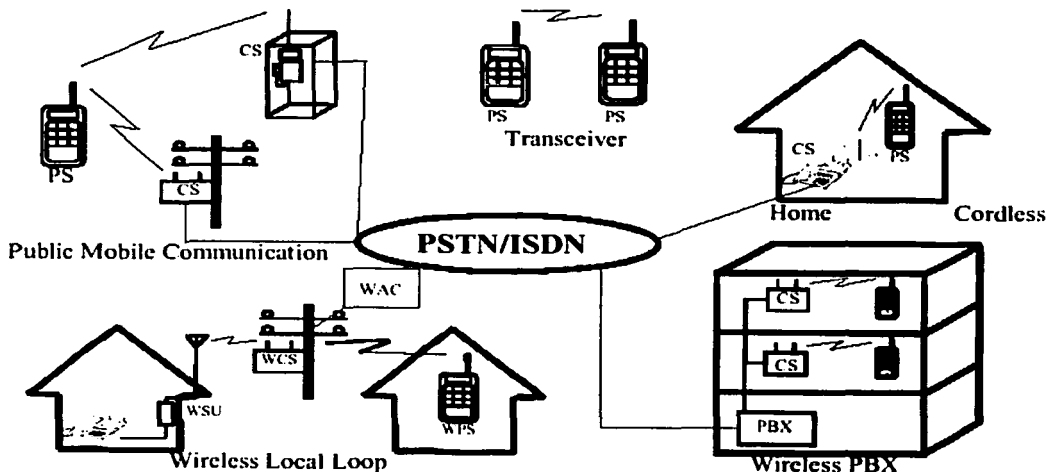 CS
PS
CS
Public Mobile Communication
PS
PS
Transceiver
CS
PS
Home Cordless
PSTN/ISDN
WAC
WCS
WSU
WPS
Wireless Local Loop
CS
CS
PBX
Wireless PBX